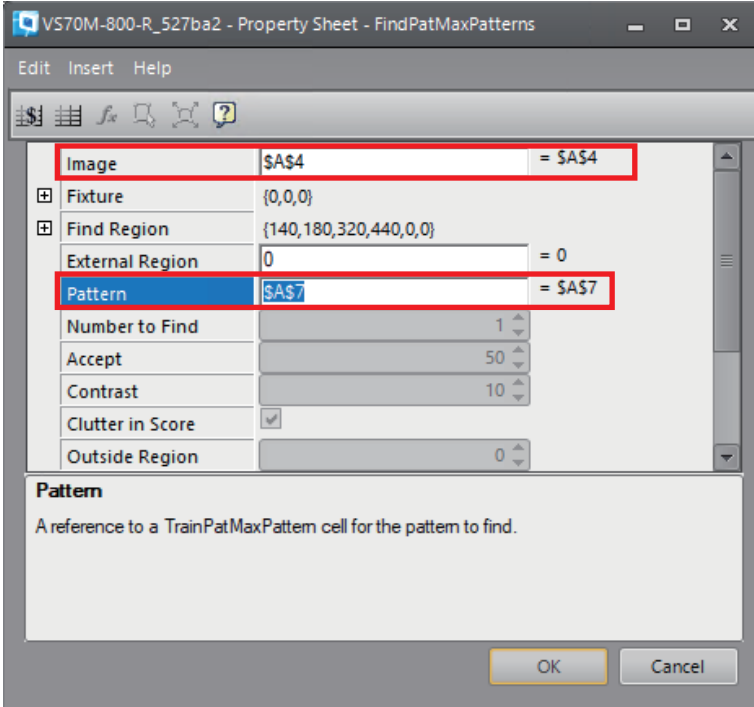 VS70M-800-R_527ba2 - Property Sheet - FindPatMaxPatterns
Edit Insert Help
Image $A$4 = $A$4
Fixture {0,0,0}
Find Region {140,180,320,440,0,0}
External Region 0 = 0
Pattern $A$7 = $A$7
Number to Find 1
Accept 50
Contrast 10
Clutter in Score
Outside Region 0
Pattern
A reference to a TrainPatMaxPattern cell for the pattern to find.
OK Cancel